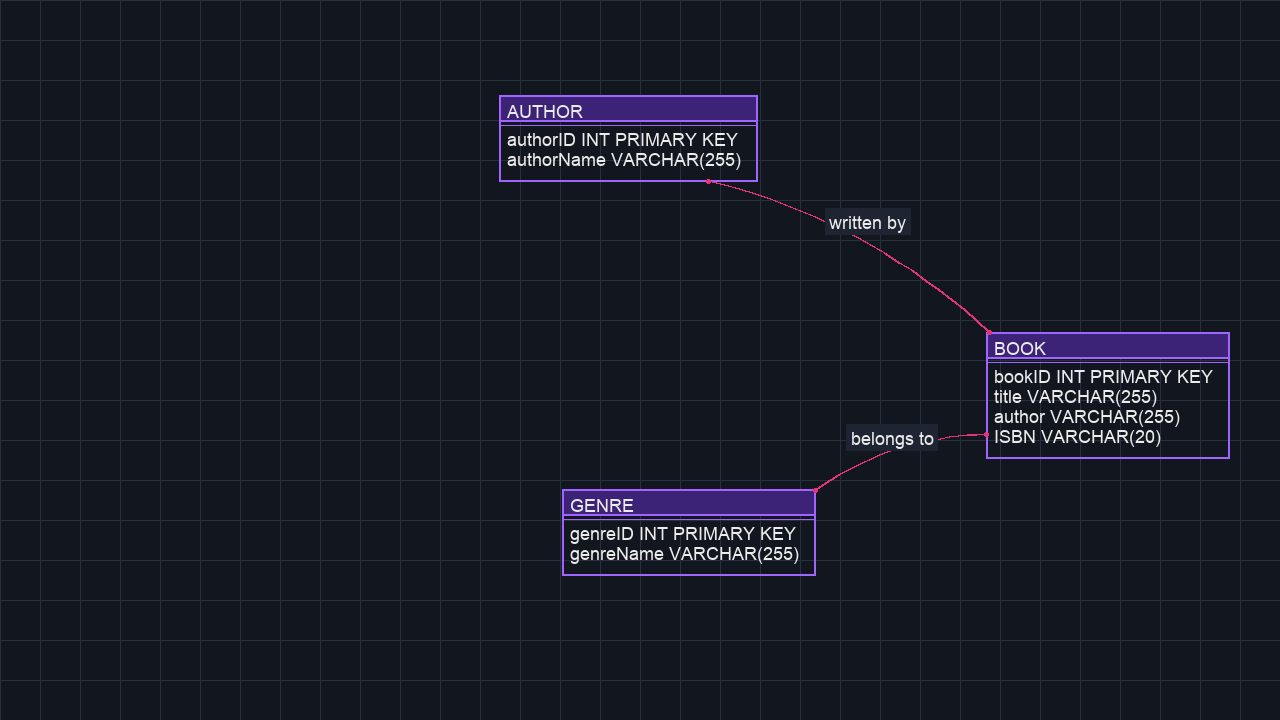 AUTHOR
authorID INT PRIMARY KEY
authorName VARCHAR(255)
written by
BOOK
bookID INT PRIMARY KEY
title VARCHAR(255)
author VARCHAR(255)
ISBN VARCHAR(20)
belongs to
GENRE
genreID INT PRIMARY KEY
genreName VARCHAR(255)